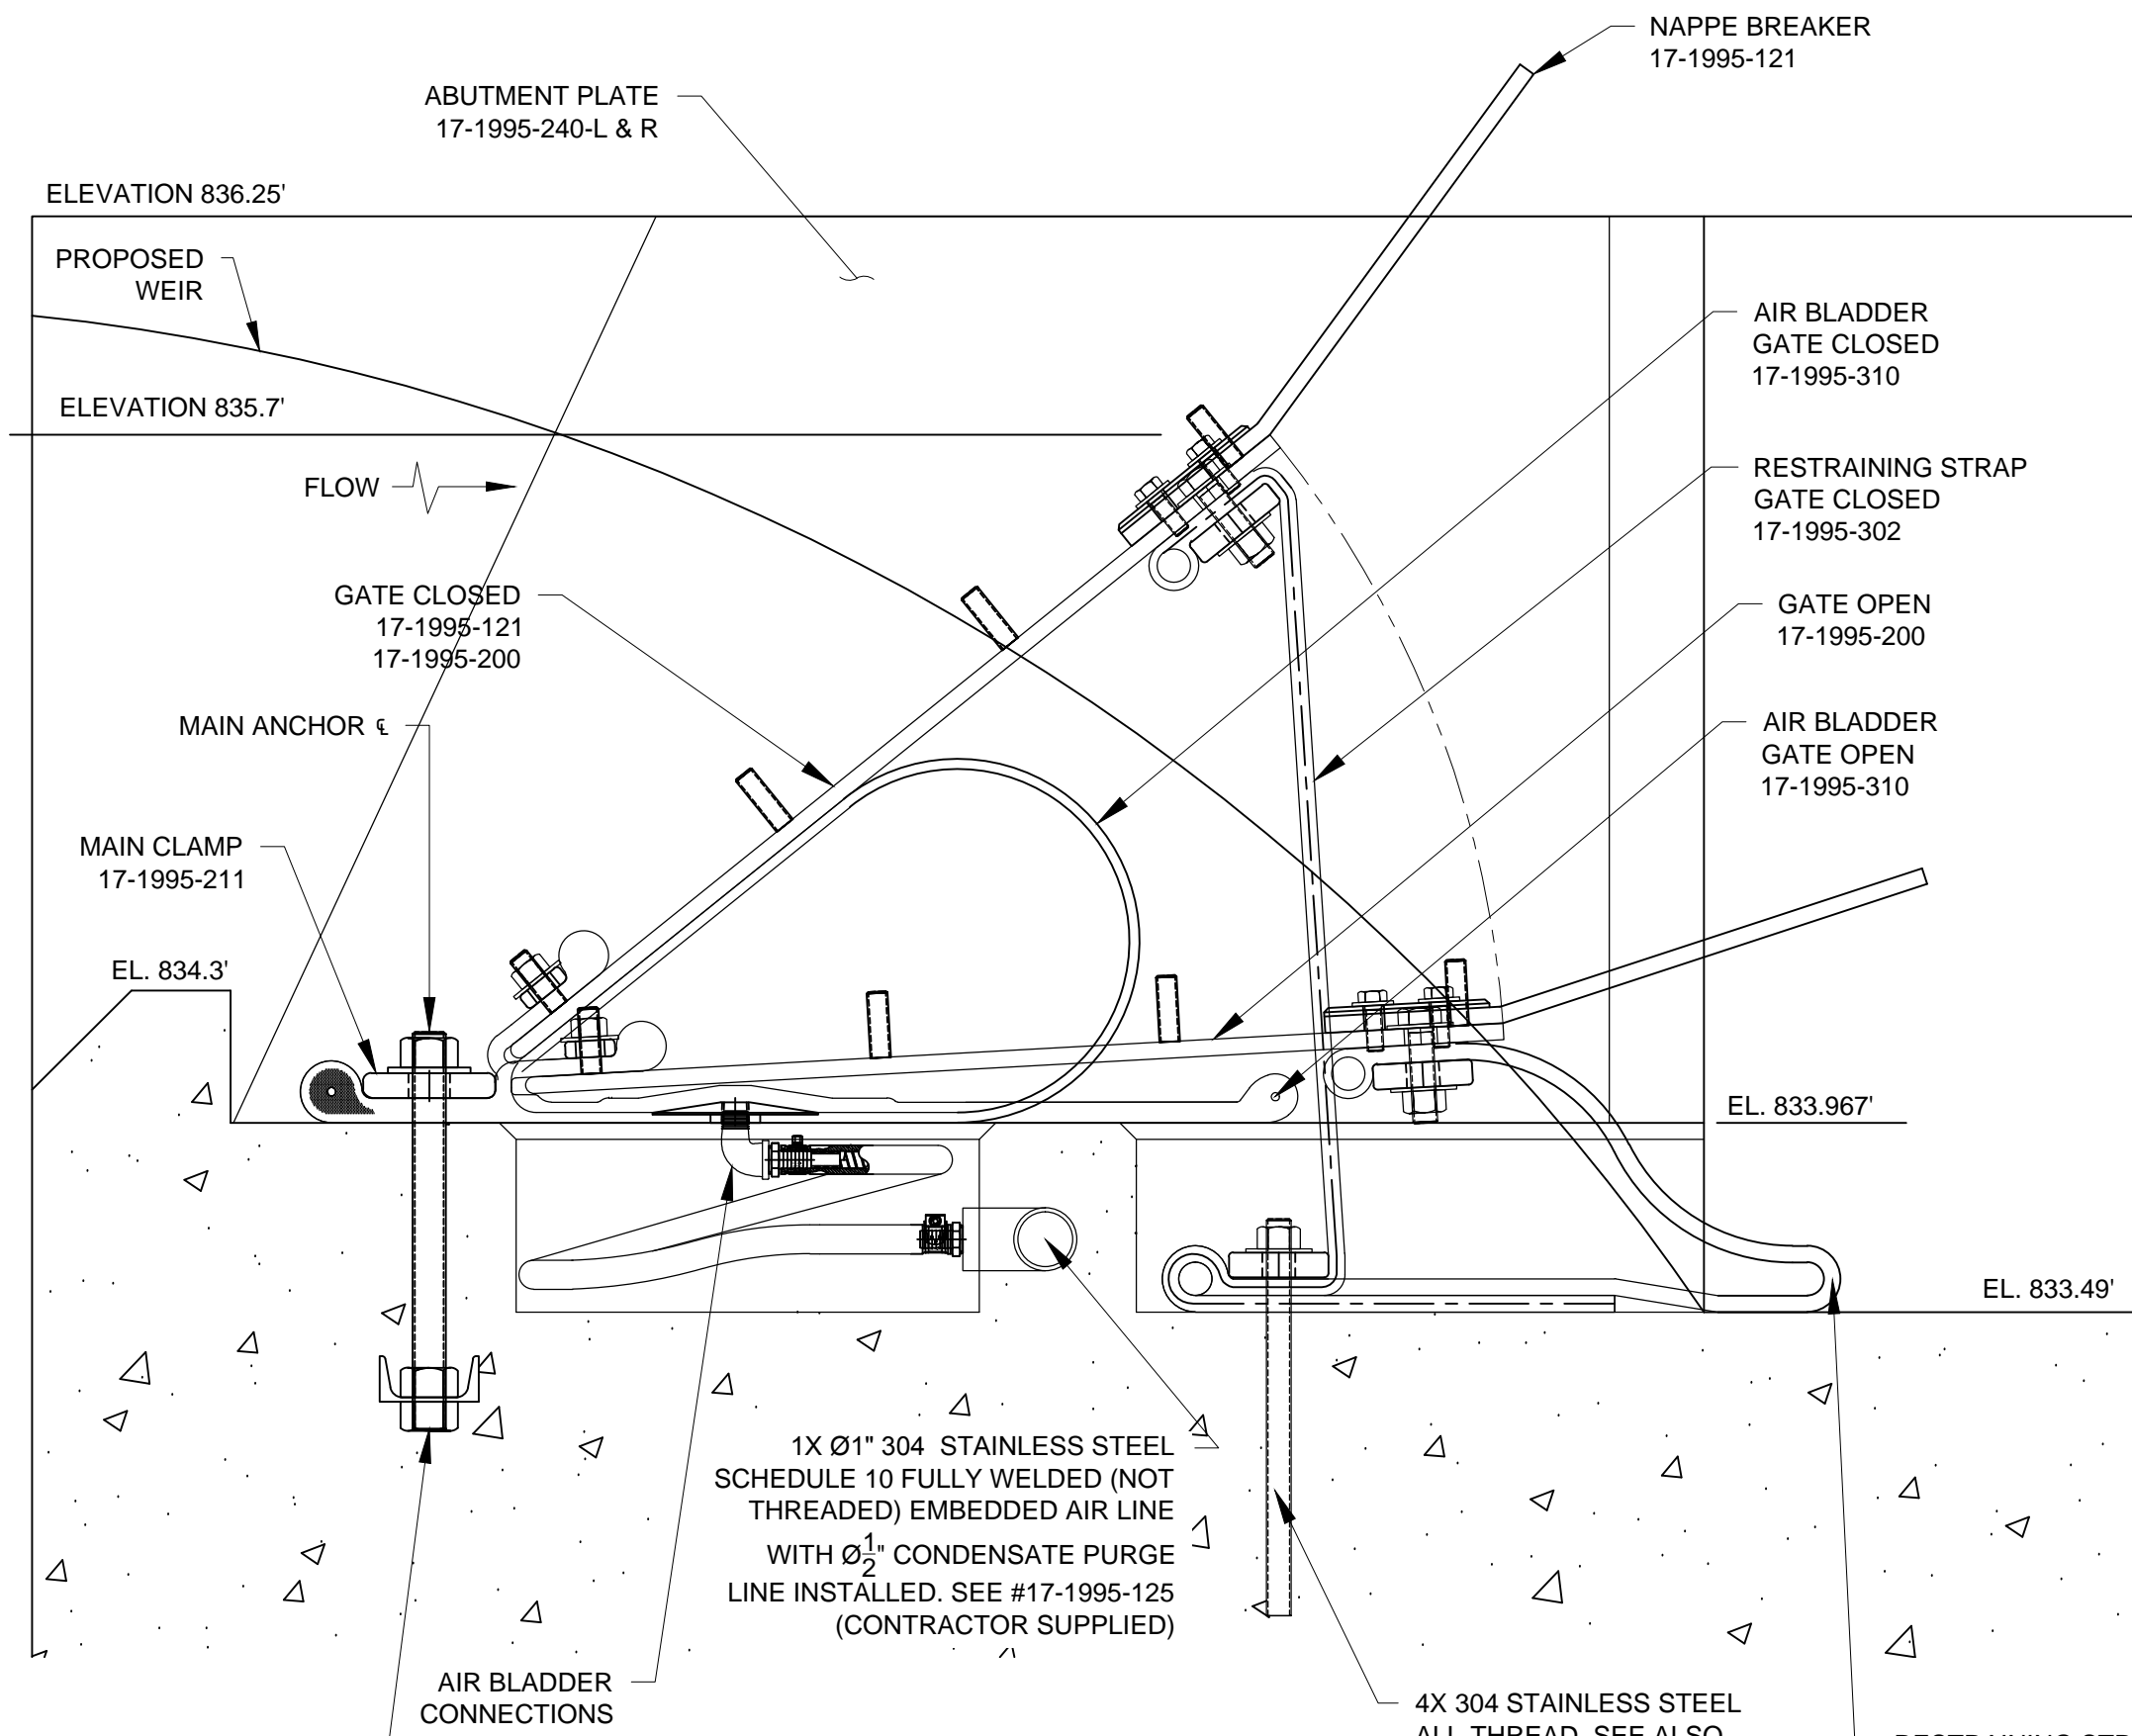 NAPPE BREAKER
17-1995-121
ABUTMENT PLATE
17-1995-240-L & R
ELEVATION 836.25'
PROPOSED
WEIR
AIR BLADDER
GATE CLOSED
17-1995-310
ELEVATION 835.7'
FLOW
RESTRAINING STRAP
GATE CLOSED
17-1995-302
GATE CLOSED
17-1995-121
17-1995-200
GATE OPEN
17-1995-200
MAIN ANCHOR ℄
AIR BLADDER
GATE OPEN
17-1995-310
MAIN CLAMP
17-1995-211
EL. 834.3'
EL. 833.967'
EL. 833.49'
1X Ø1" 304 STAINLESS STEEL
SCHEDULE 10 FULLY WELDED (NOT
THREADED) EMBEDDED AIR LINE
WITH Ø1/2" CONDENSATE PURGE
LINE INSTALLED. SEE #17-1995-125
(CONTRACTOR SUPPLIED)
AIR BLADDER
CONNECTIONS
4X 304 STAINLESS STEEL
ALL THREAD, SEE ALSO